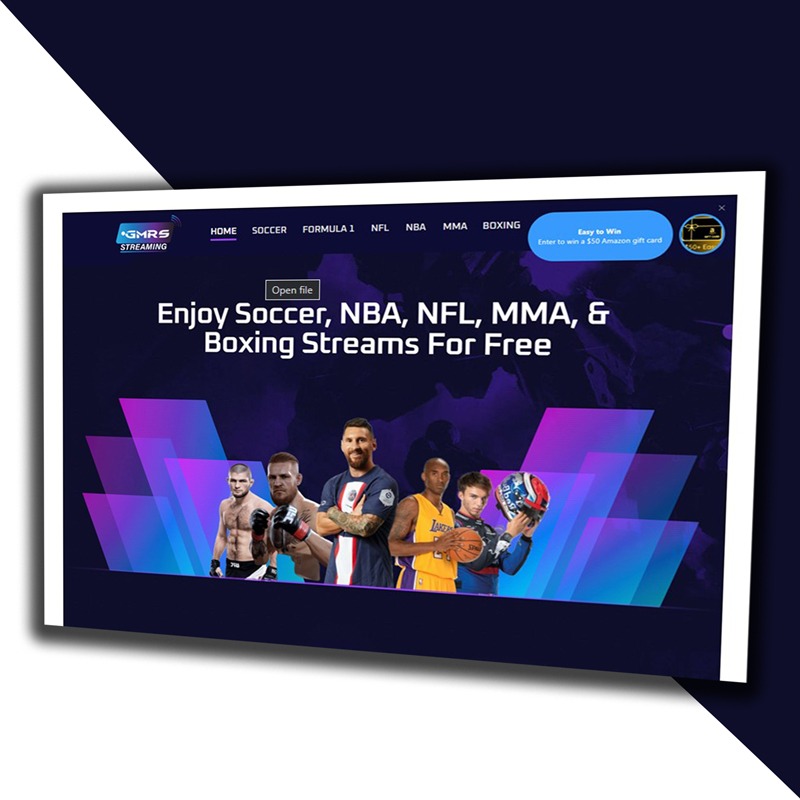 GMRS
STREAMING
HOME SOCCER FORMULA 1 NFL NBA MMA BOXING
Easy to Win
Enter to win a $50 Amazon gift card
Open file
Enjoy Soccer, NBA, NFL, MMA, &
Boxing Streams For Free
LAKERS